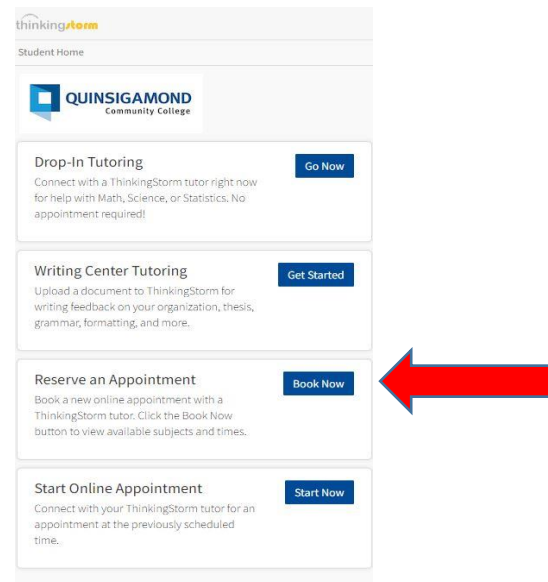 thinkingstorm
Student Home
QUINSIGAMOND
Community College
Drop-In Tutoring
Go Now
Connect with a ThinkingStorm tutor right now
for help with Math, Science, or Statistics. No
appointment required!
Writing Center Tutoring
Get Started
Upload a document to ThinkingStorm for
writing feedback on your organization, thesis,
grammar, formatting, and more.
Reserve an Appointment
Book Now
Book a new online appointment with a
ThinkingStorm tutor. Click the Book Now
button to view available subjects and times.
Start Online Appointment
Start Now
Connect with your ThinkingStorm tutor for an
appointment at the previously scheduled
time.